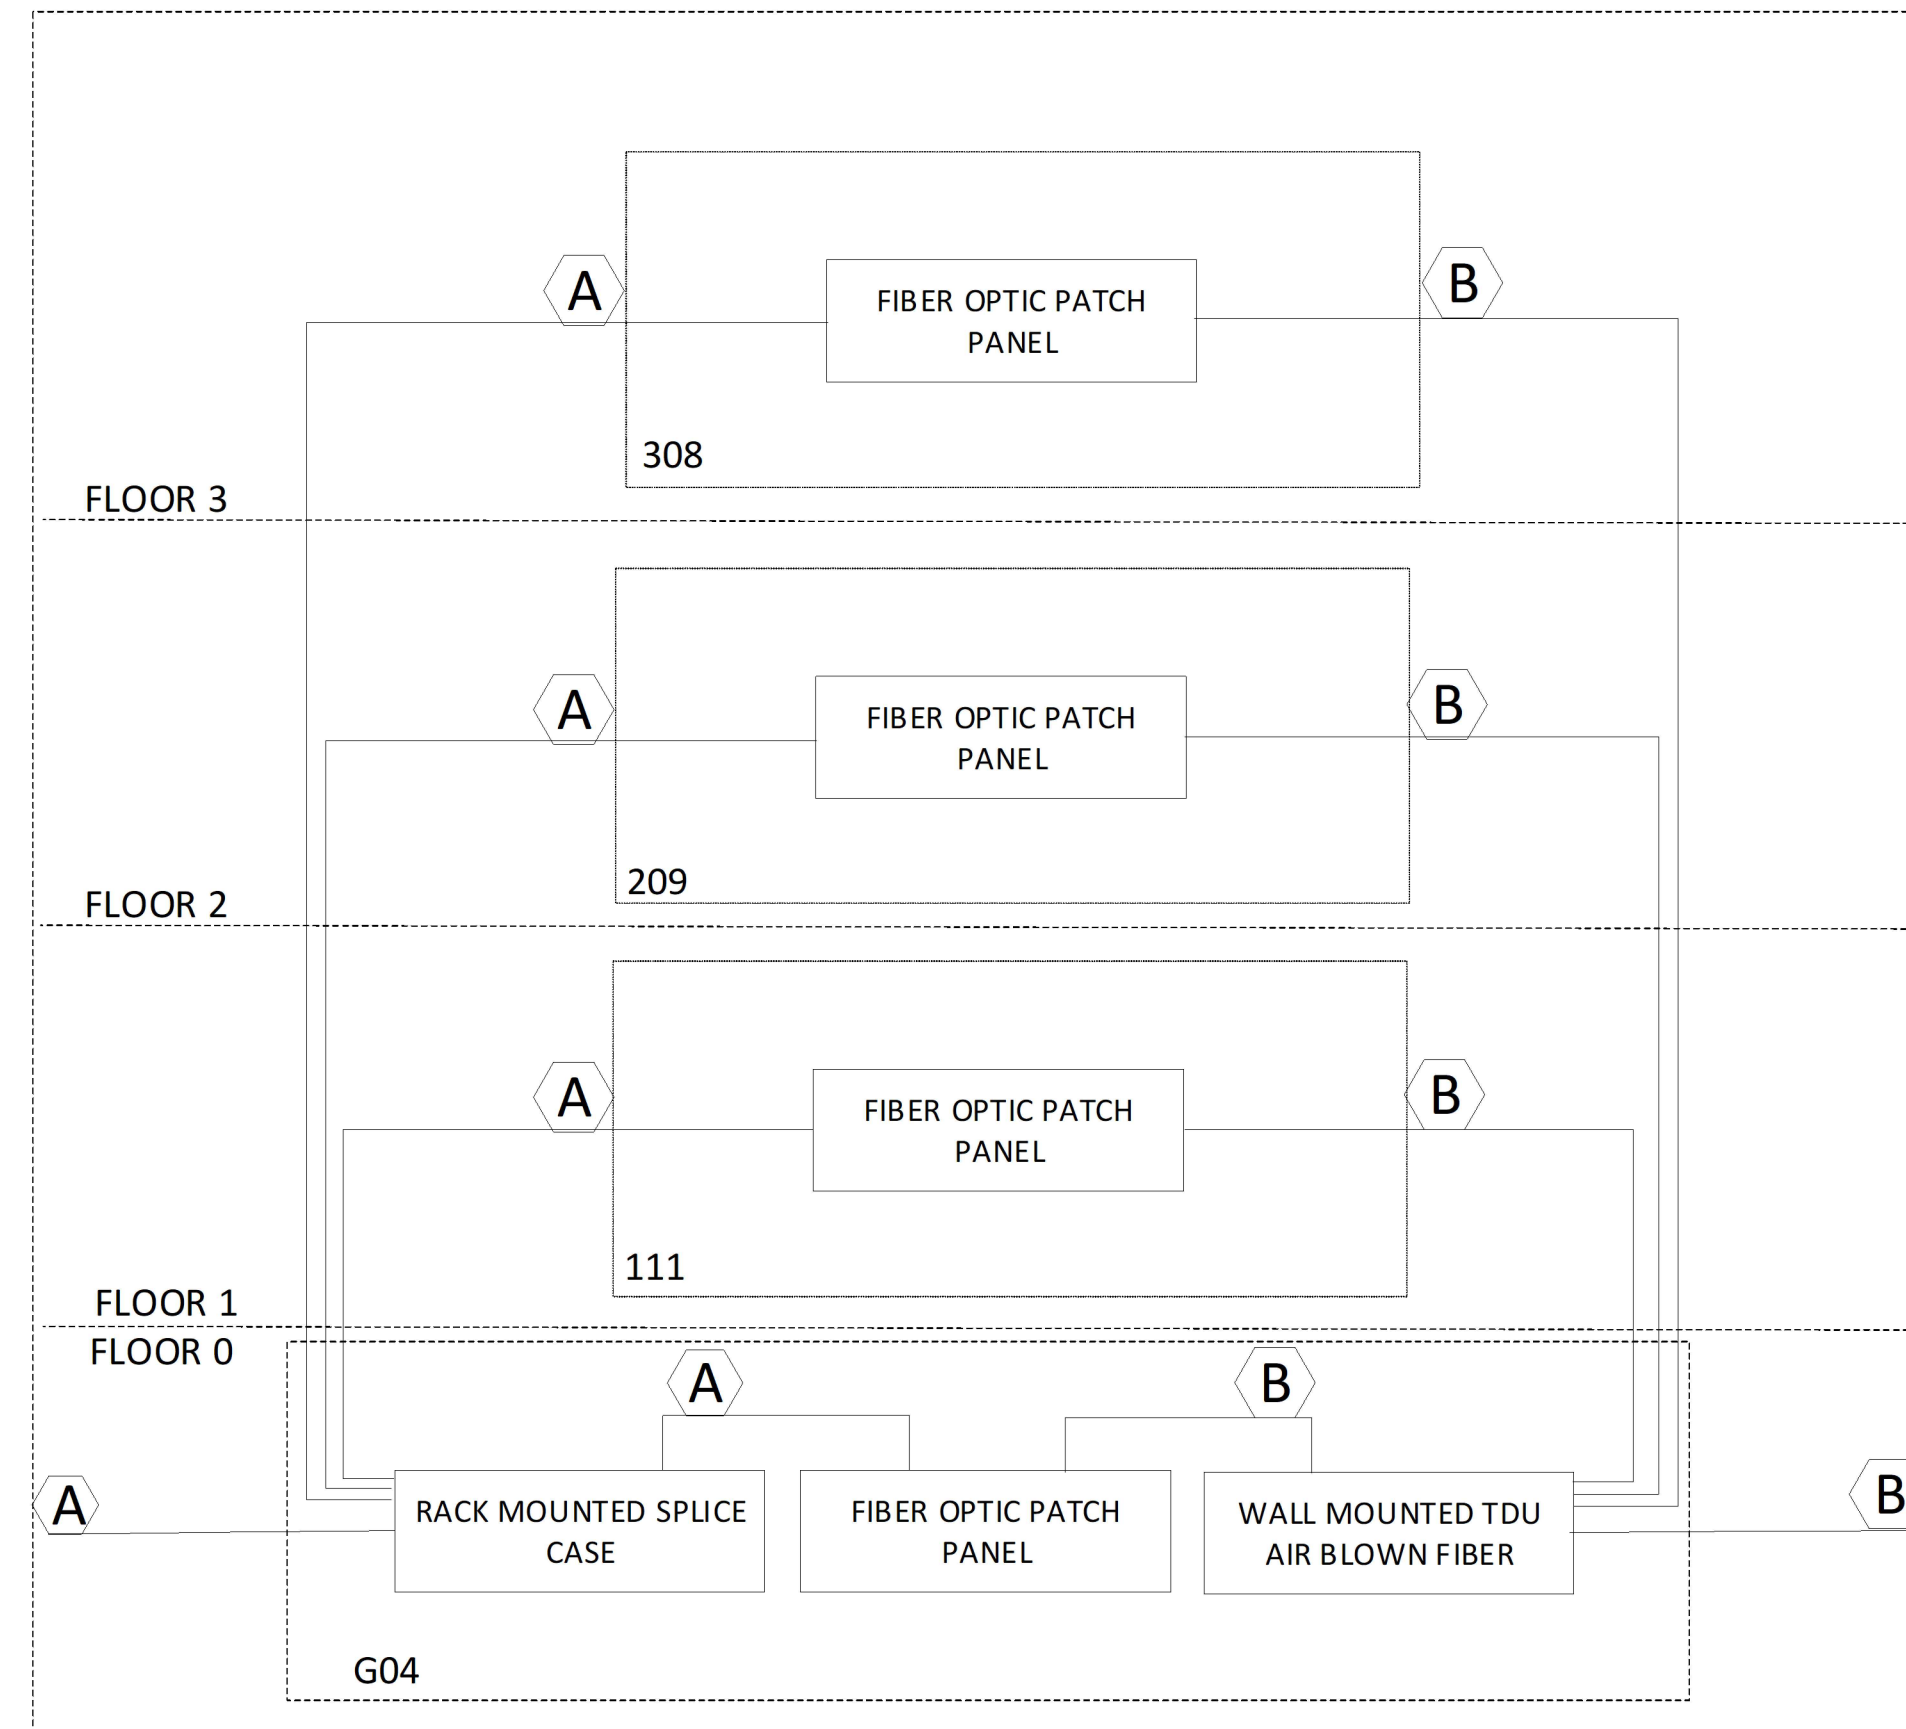 A
B
FIBER OPTIC PATCH
PANEL
308
FLOOR 3
A
B
FIBER OPTIC PATCH
PANEL
209
FLOOR 2
A
B
FIBER OPTIC PATCH
PANEL
111
FLOOR 1
FLOOR 0
A
B
A
B
RACK MOUNTED SPLICE
CASE
FIBER OPTIC PATCH
PANEL
WALL MOUNTED TDU
AIR BLOWN FIBER
G04